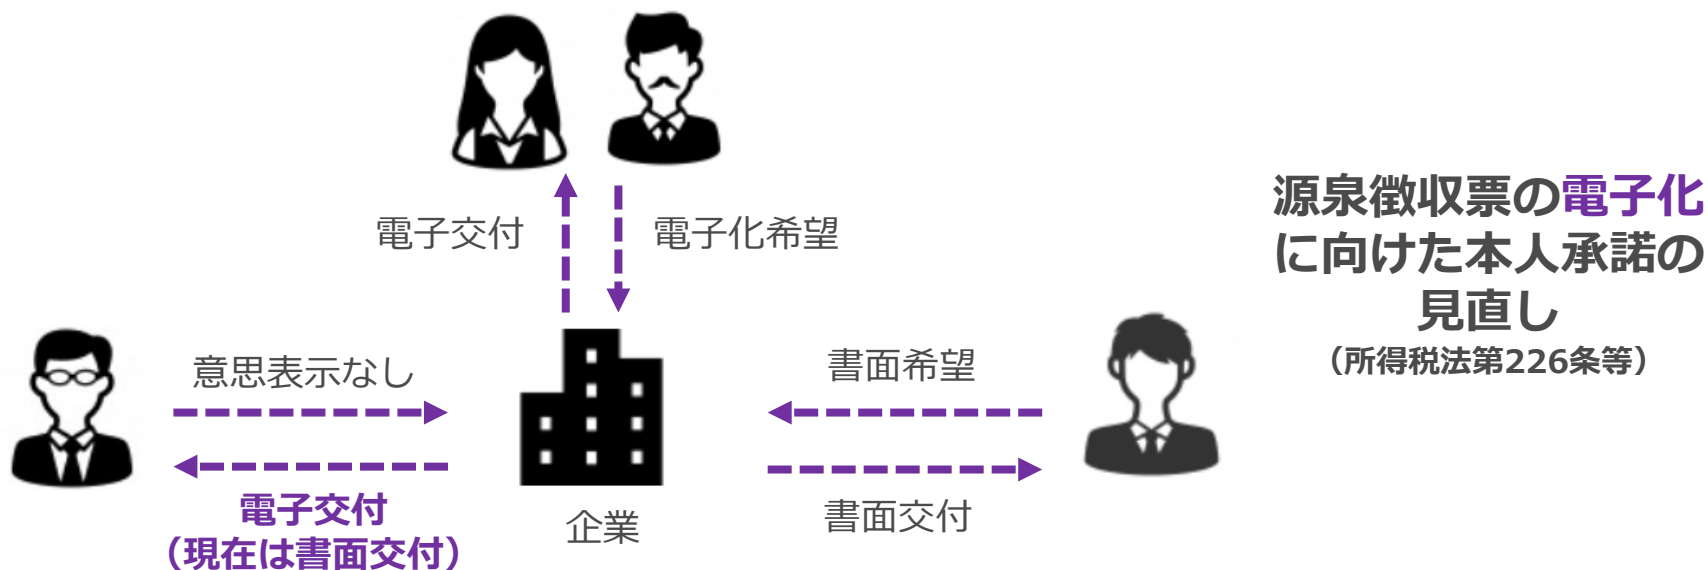 電子交付
電子化希望
意思表示なし
電子交付
（現在は書面交付）
企業
書面希望
書面交付
源泉徴収票の電子化
に向けた本人承諾の
見直し
（所得税法第226条等）